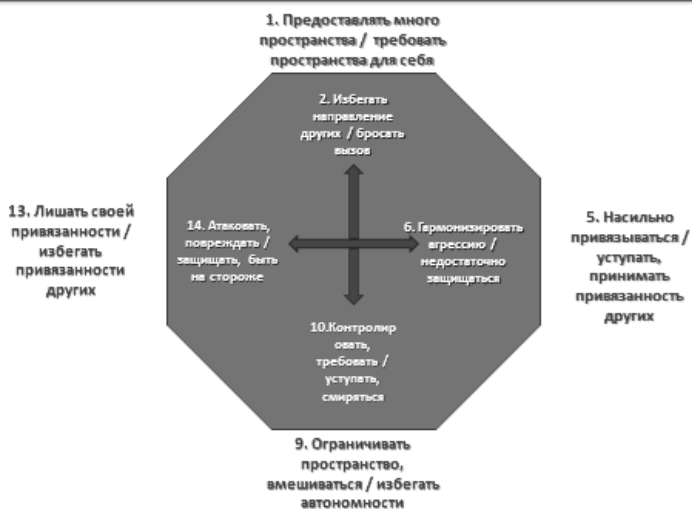 1. Предоставлять много
пространства / требовать
пространства для себя
2. Избегать
направление
других / бросать
вызов
13. Лишать своей
привязанности /
избегать
привязанности
других
14. Атаковать,
повреждать /
защищать, быть
на стороже
6. Гармонизировать
агрессию /
недостаточно
защищаться
5. Насильно
привязываться /
уступать,
принимать
привязанность
других
10.Контролир
овать,
требовать /
уступать,
смиряться
9. Ограничивать
пространство,
вмешиваться / избегать
автономности